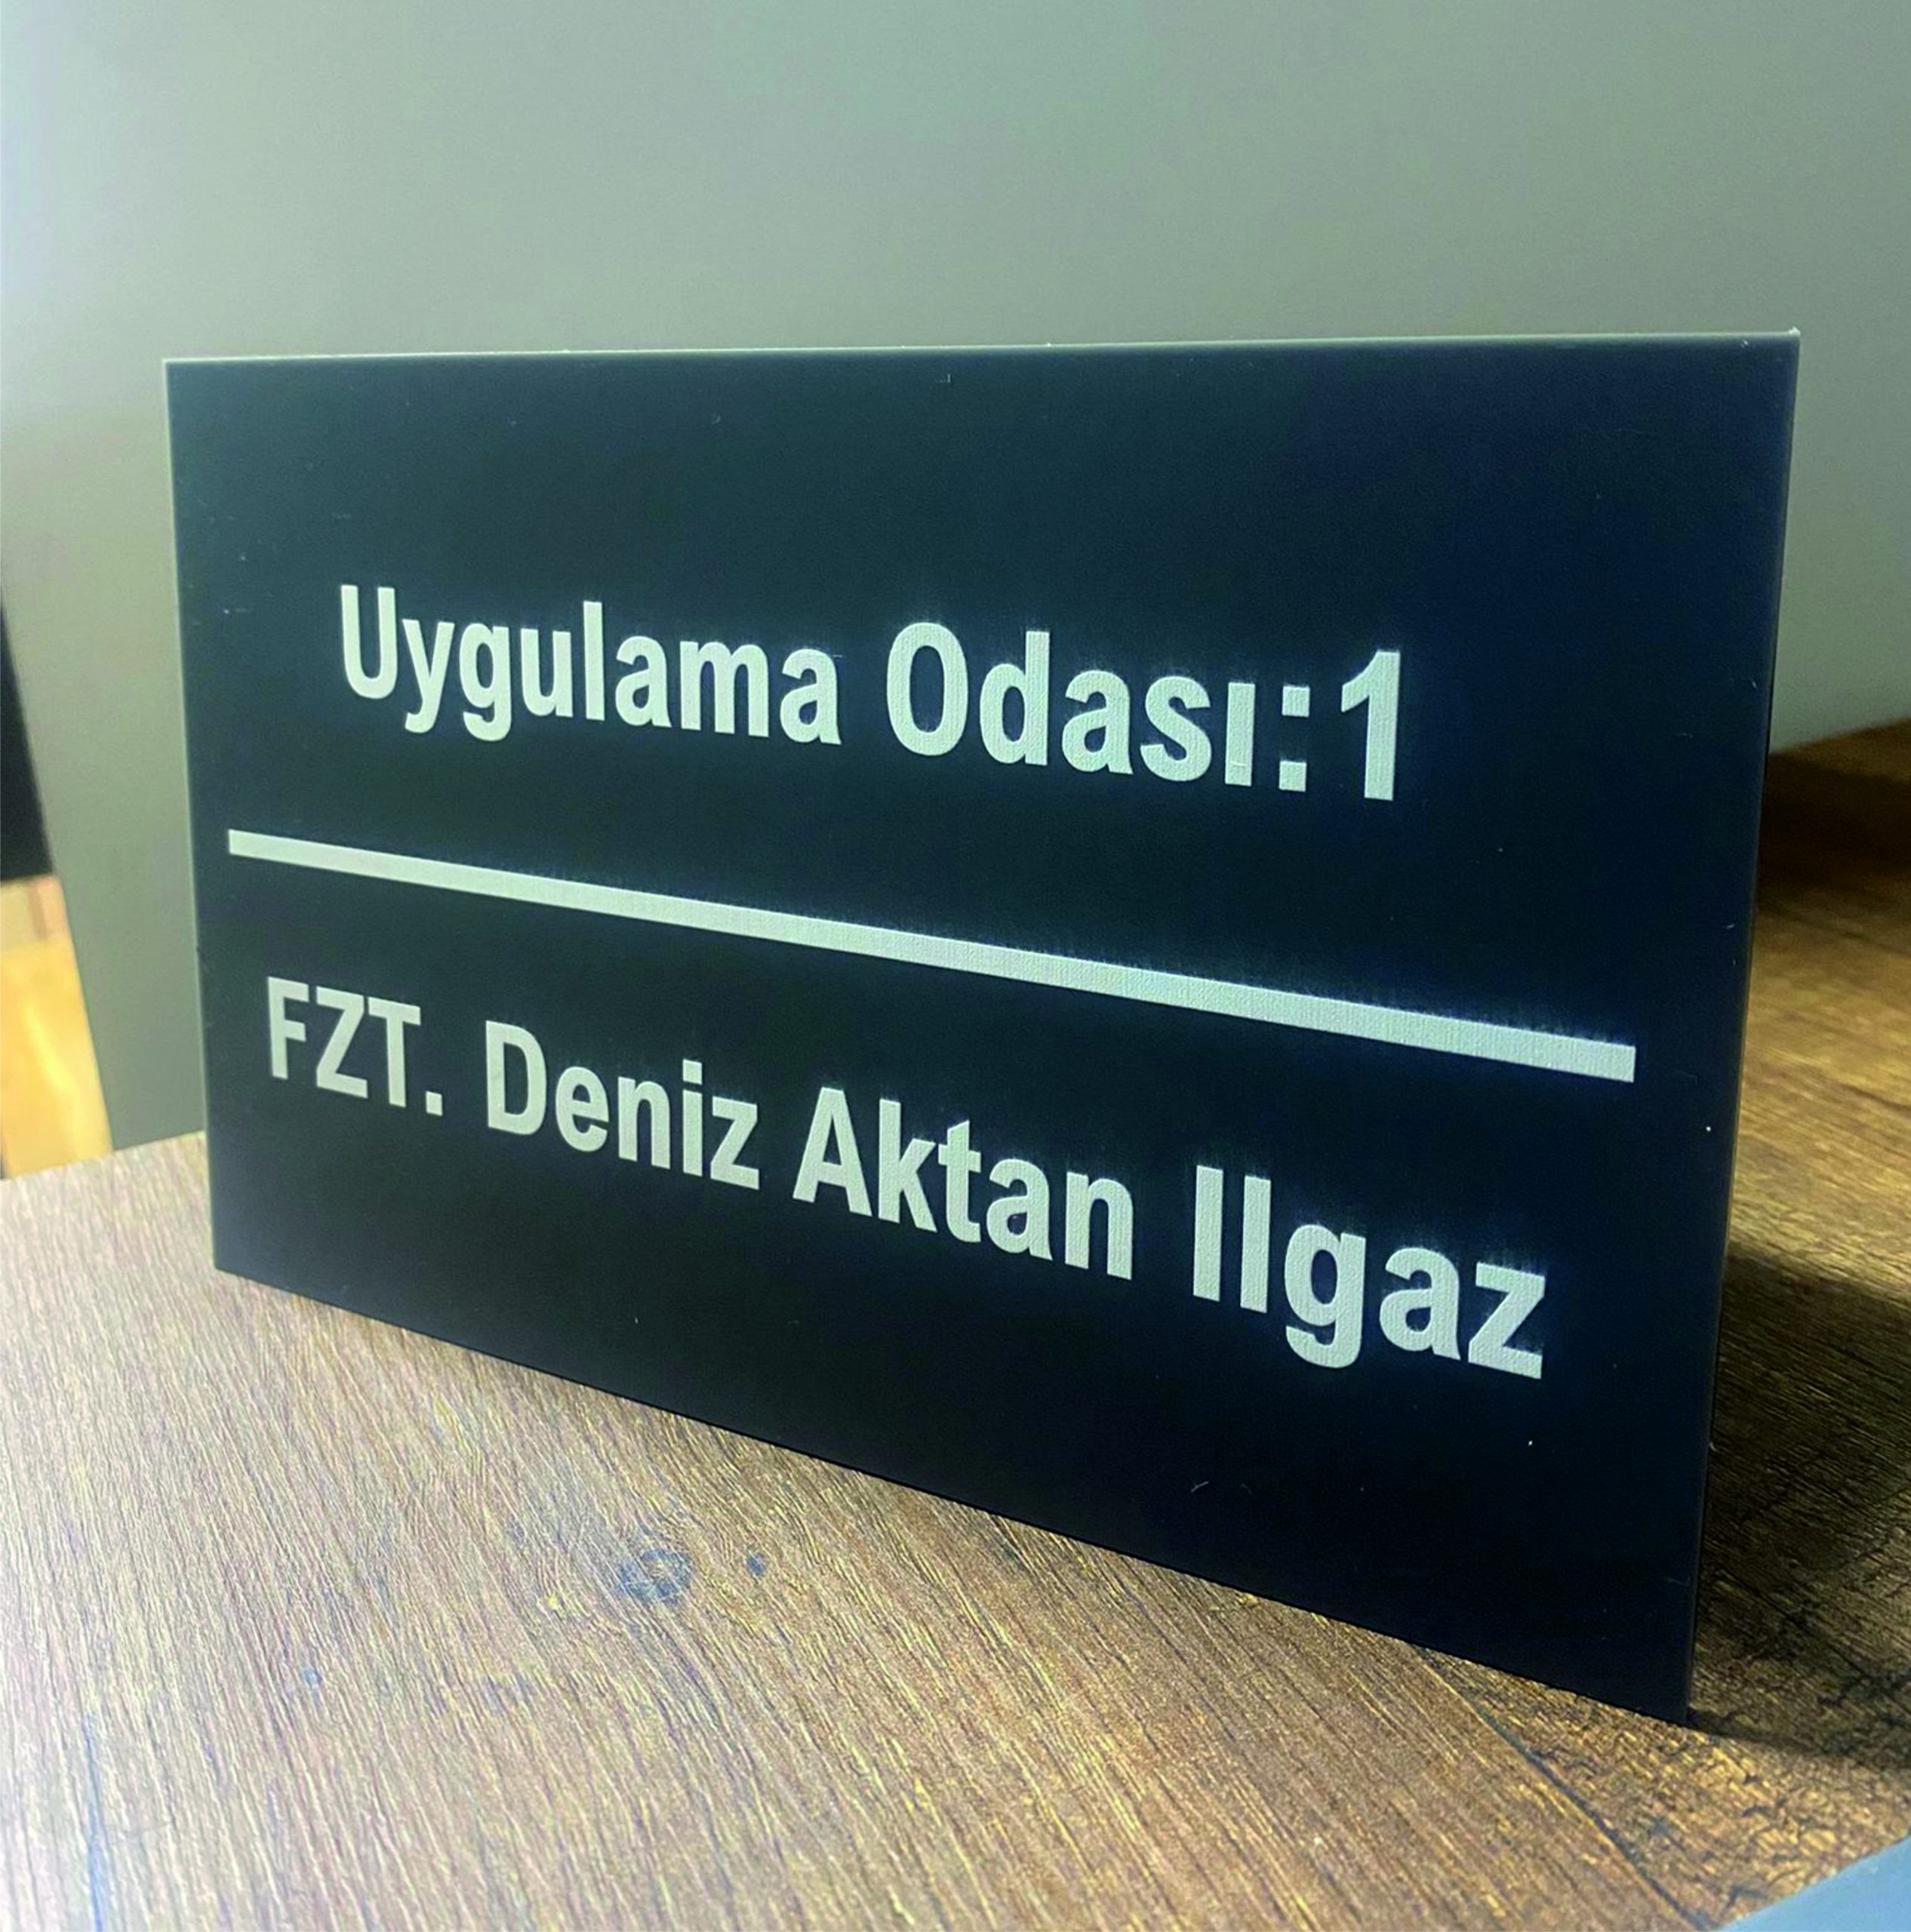 Uygulama Odası:1
FZT. Deniz Aktan Ilgaz